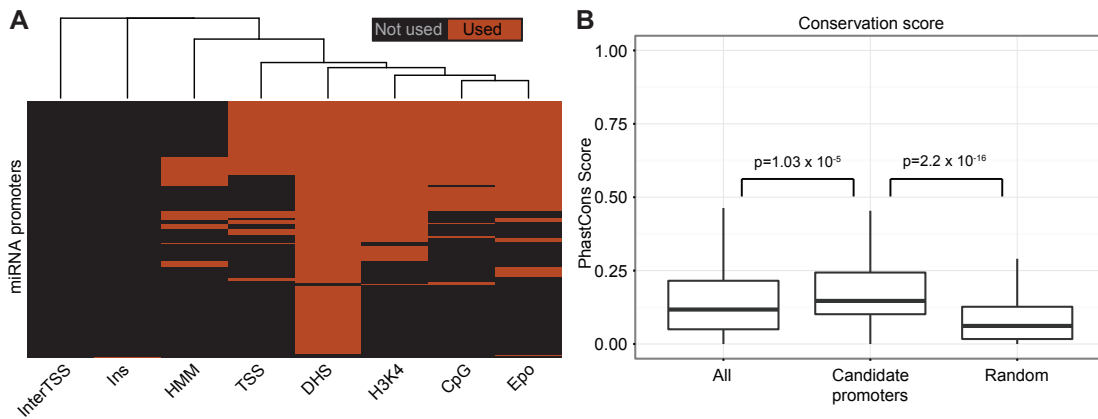 A
Not used
Used
miRNA promoters
InterTSS
Ins
HMM
TSS
DHS
H3K4
CpG
Epo
B
Conservation score
PhastCons Score
1.00
0.75
0.50
0.25
0.00
p=1.03 x 10-5
p=2.2 x 10-16
All
Candidate
promoters
Random